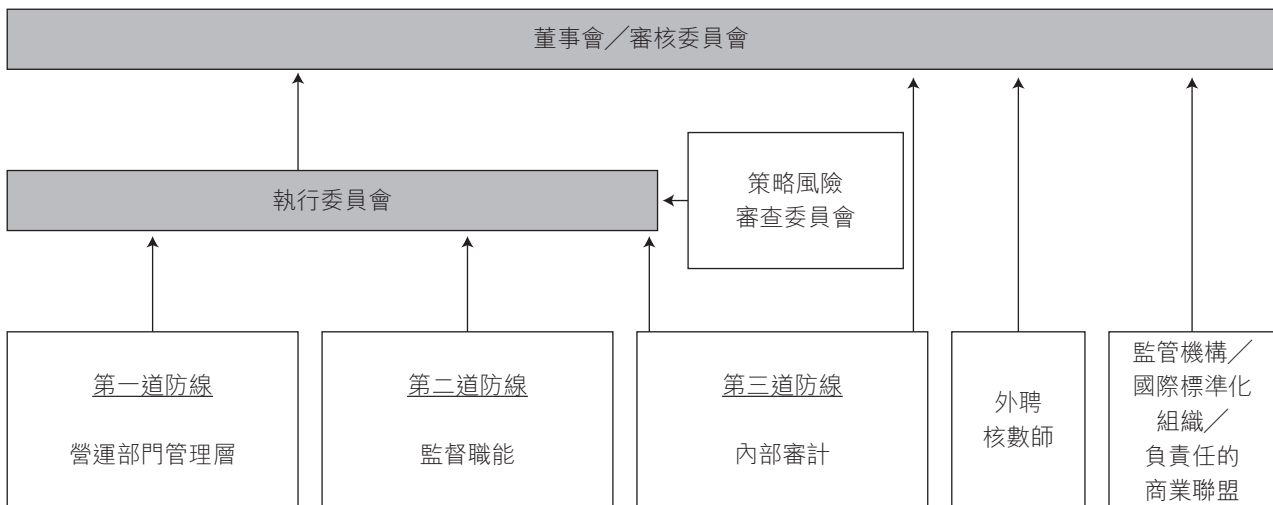 董事會╱審核委員會
執行委員會
策略風險
審查委員會
第一道防線
營運部門管理層
第二道防線
監督職能
第三道防線
內部審計
外聘
核數師
監管機構╱
國際標準化
組織╱
負責任的
商業聯盟